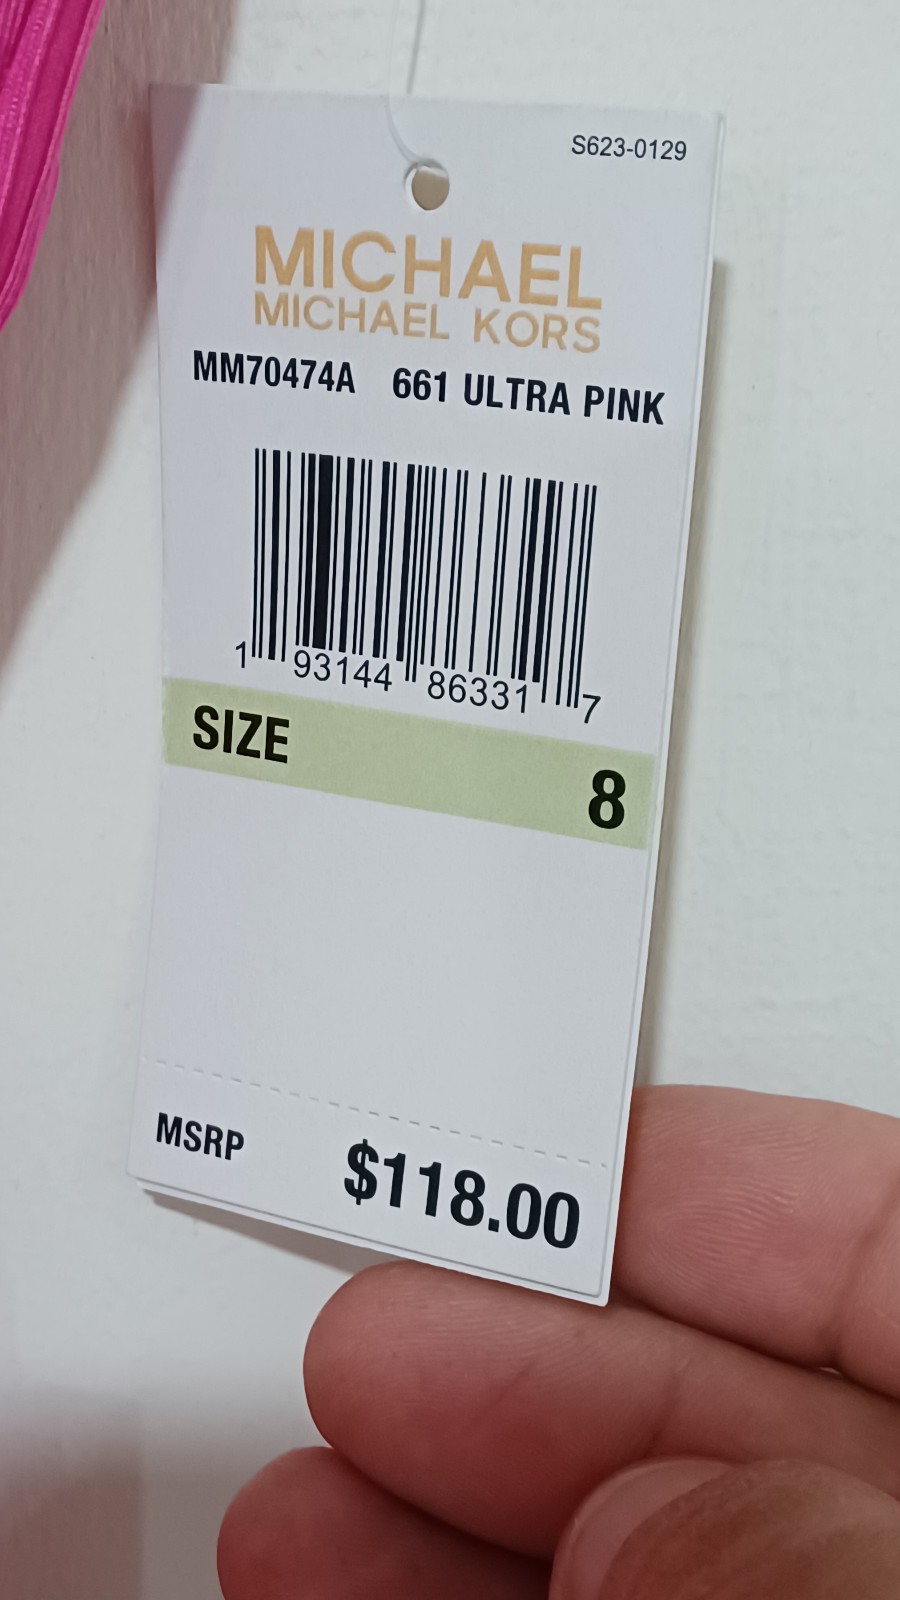 S623-0129
MICHAEL
MICHAEL KORS
MM70474A 661 ULTRA PINK
1 93144 86331 7
SIZE 8
MSRP $118.00